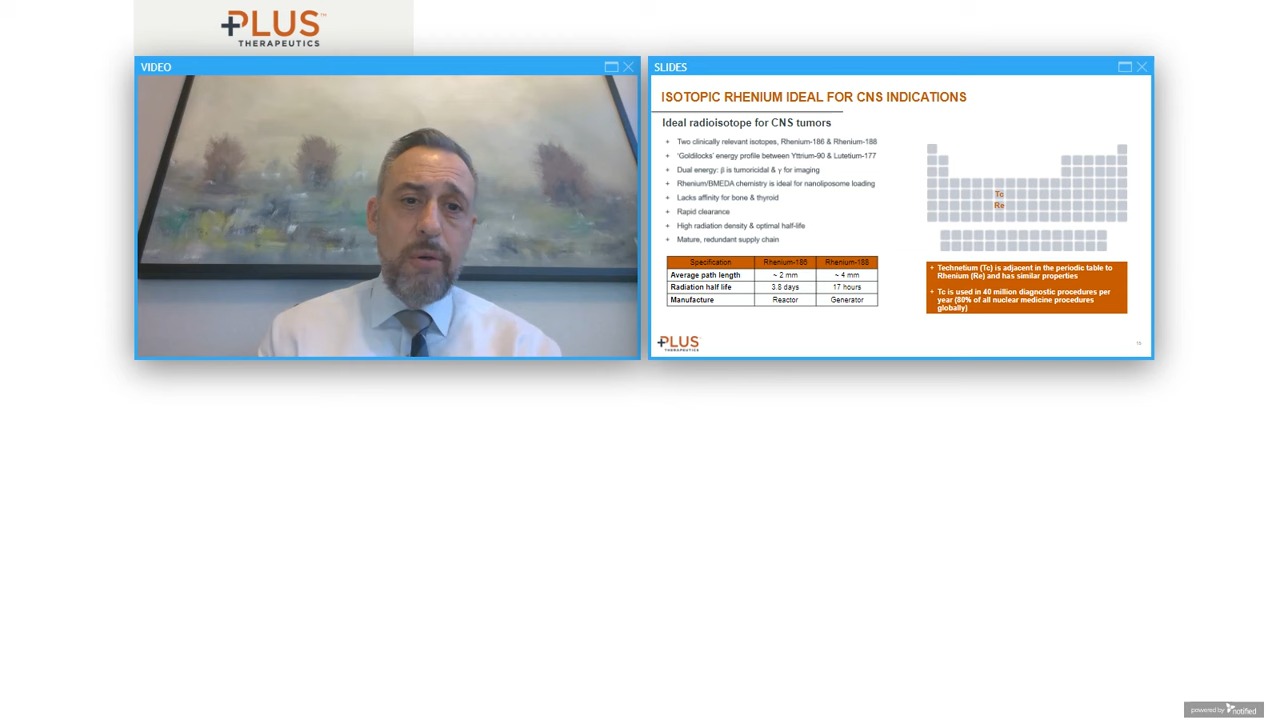 +PLUS™
THERAPEUTICS
VIDEO
SLIDES
ISOTOPIC RHENIUM IDEAL FOR CNS INDICATIONS
Ideal radioisotope for CNS tumors
+ Two clinically relevant isotopes, Rhenium-186 & Rhenium-188
+ 'Goldilocks' energy profile between Yttrium-90 & Lutetium-177
+ Dual energy: β is tumoricidal & γ for imaging
+ Rhenium/BMEDA chemistry is ideal for nanoliposome loading
+ Lacks affinity for bone & thyroid
+ Rapid clearance
+ High radiation density & optimal half-life
+ Mature, redundant supply chain
Specification Rhenium-186 Rhenium-188
Average path length ~ 2 mm ~ 4 mm
Radiation half life 3.8 days 17 hours
Manufacture Reactor Generator
Tc
Re
+ Technetium (Tc) is adjacent in the periodic table to
Rhenium (Re) and has similar properties
+ Tc is used in 40 million diagnostic procedures per
year (80% of all nuclear medicine procedures
globally)
+PLUS
THERAPEUTICS
powered by notified